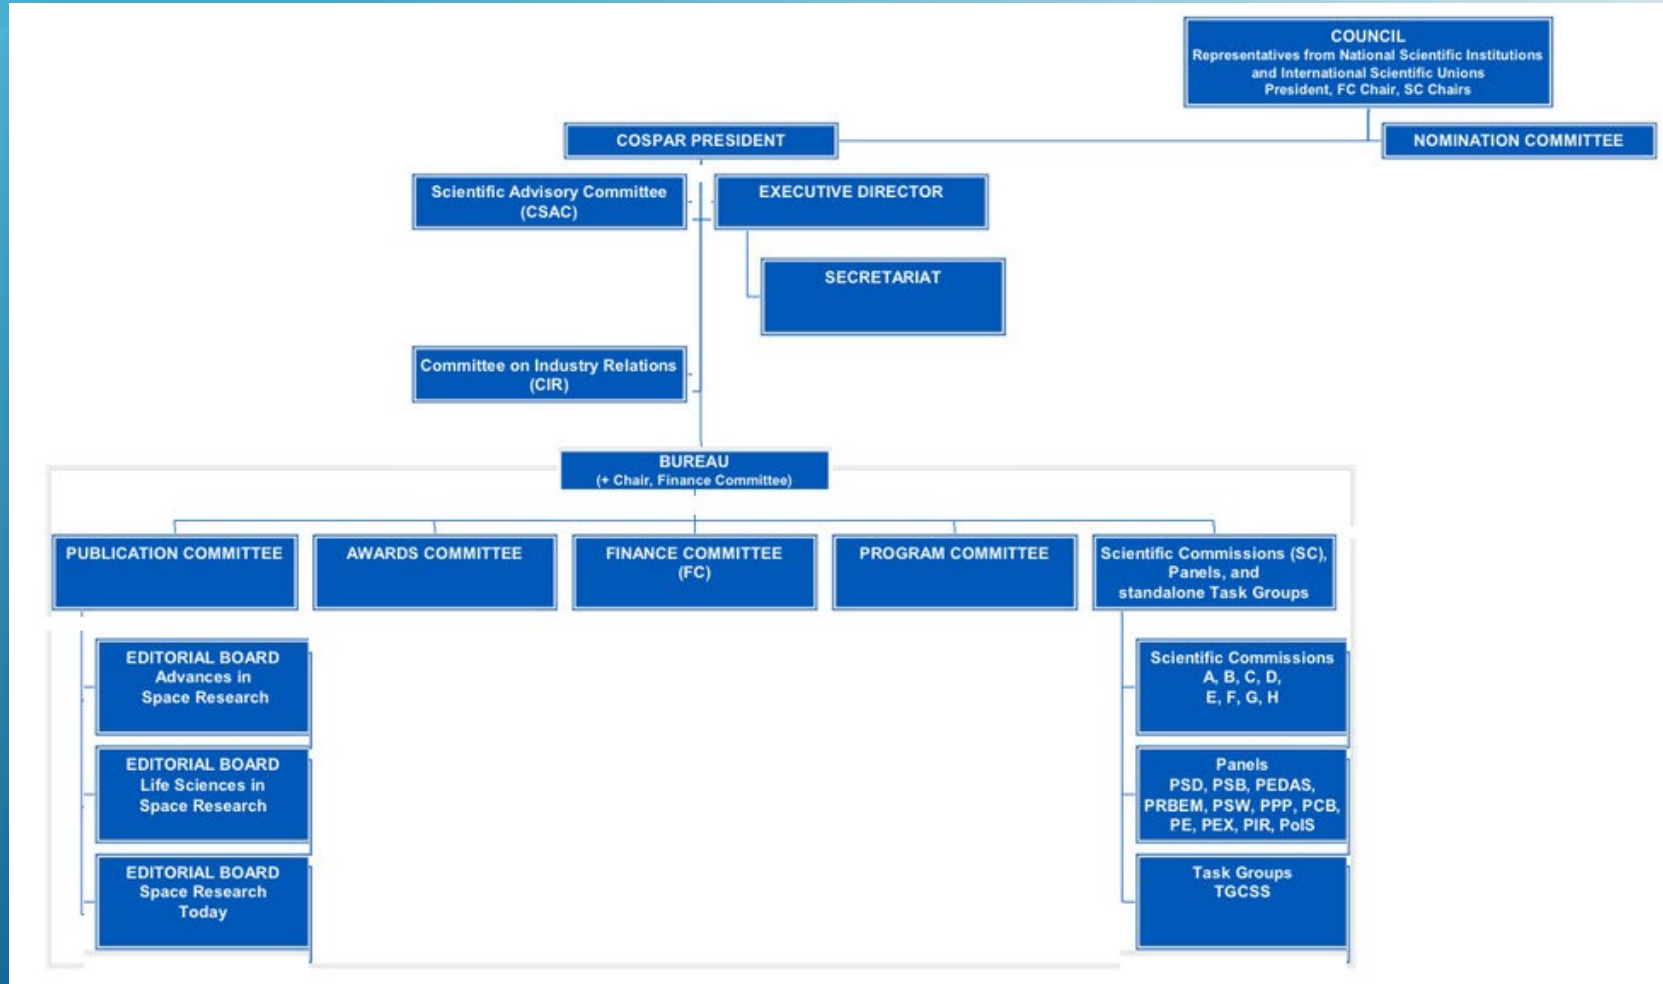 COUNCIL
Representatives from National Scientific Institutions
and International Scientific Unions
President, FC Chair, SC Chairs
COSPAR PRESIDENT
NOMINATION COMMITTEE
Scientific Advisory Committee
(CSAC)
EXECUTIVE DIRECTOR
SECRETARIAT
Committee on Industry Relations
(CIR)
BUREAU
(+ Chair, Finance Committee)
PUBLICATION COMMITTEE
AWARDS COMMITTEE
FINANCE COMMITTEE
(FC)
PROGRAM COMMITTEE
Scientific Commissions (SC),
Panels, and
standalone Task Groups
EDITORIAL BOARD
Advances in
Space Research
EDITORIAL BOARD
Life Sciences in
Space Research
EDITORIAL BOARD
Space Research
Today
Scientific Commissions
A, B, C, D,
E, F, G, H
Panels
PSD, PSB, PEDAS,
PRBEM, PSW, PPP, PCB,
PE, PEX, PIR, PoIS
Task Groups
TGCSS